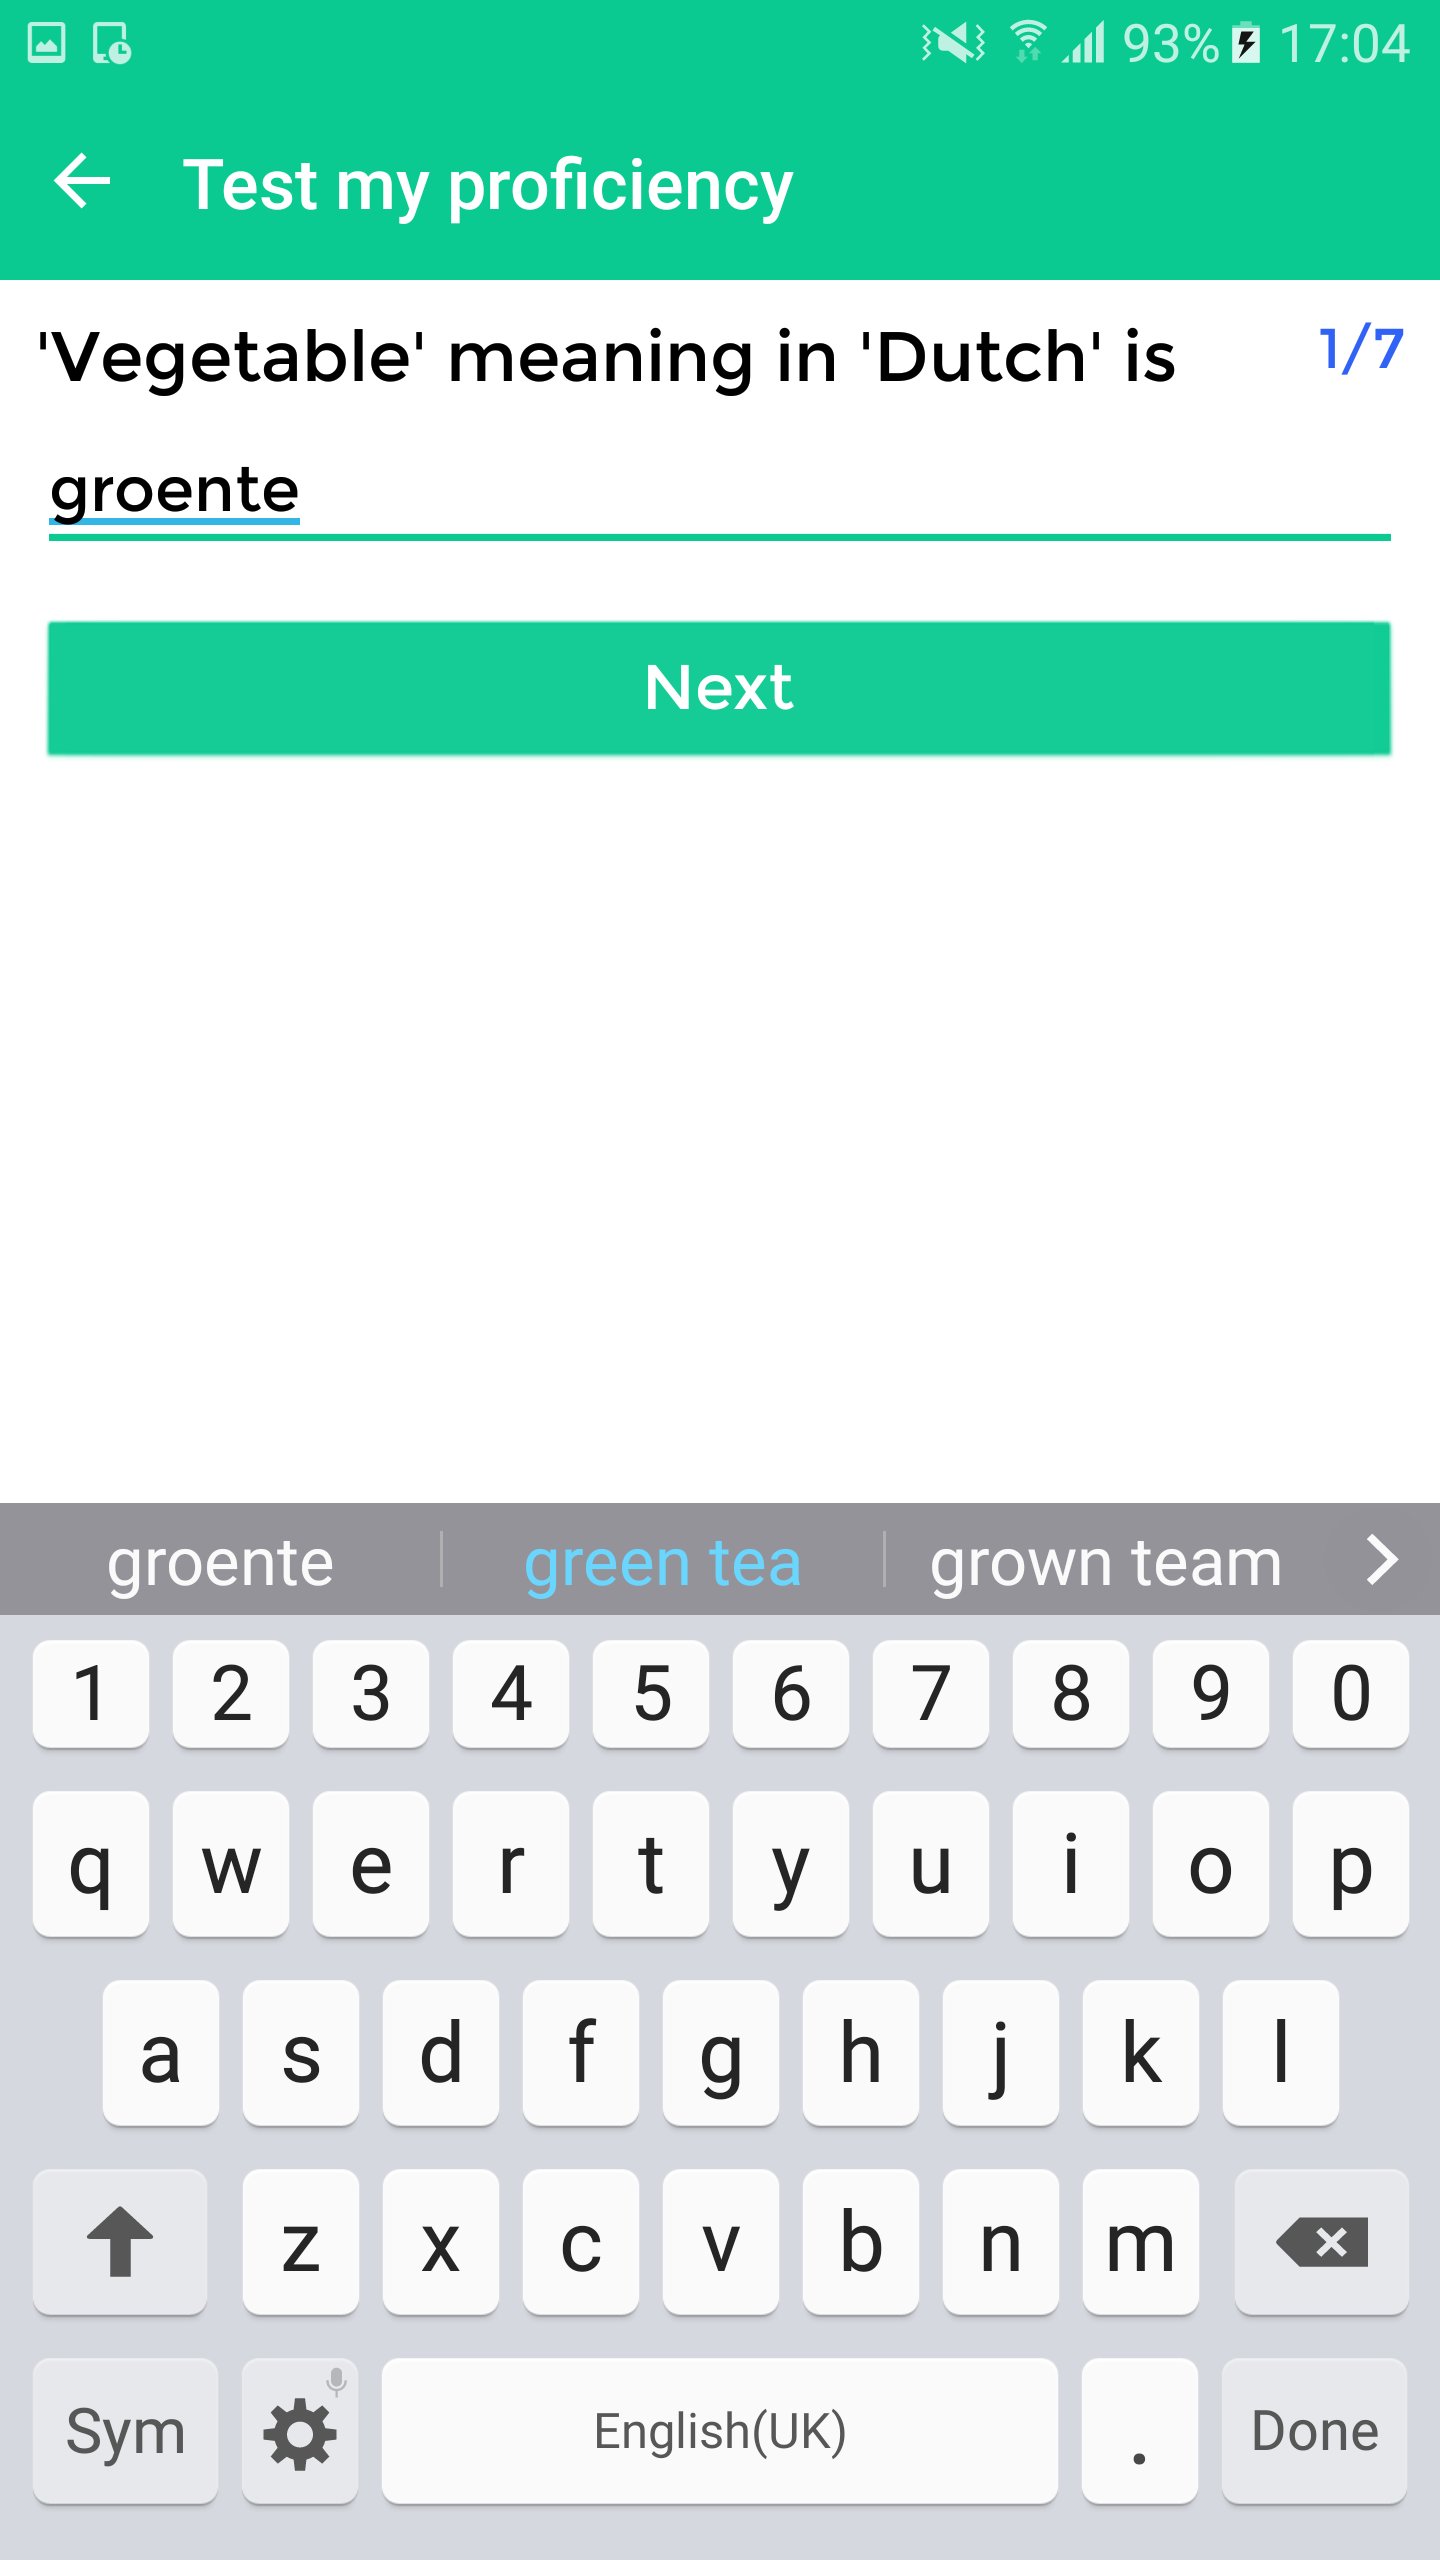 93% 17:04
Test my proficiency
'Vegetable' meaning in 'Dutch' is 1/7
groente
Next
groente green tea grown team
1 2 3 4 5 6 7 8 9 0
q w e r t y u i o p
a s d f g h j k l
z x c v b n m
Sym English(UK) . Done